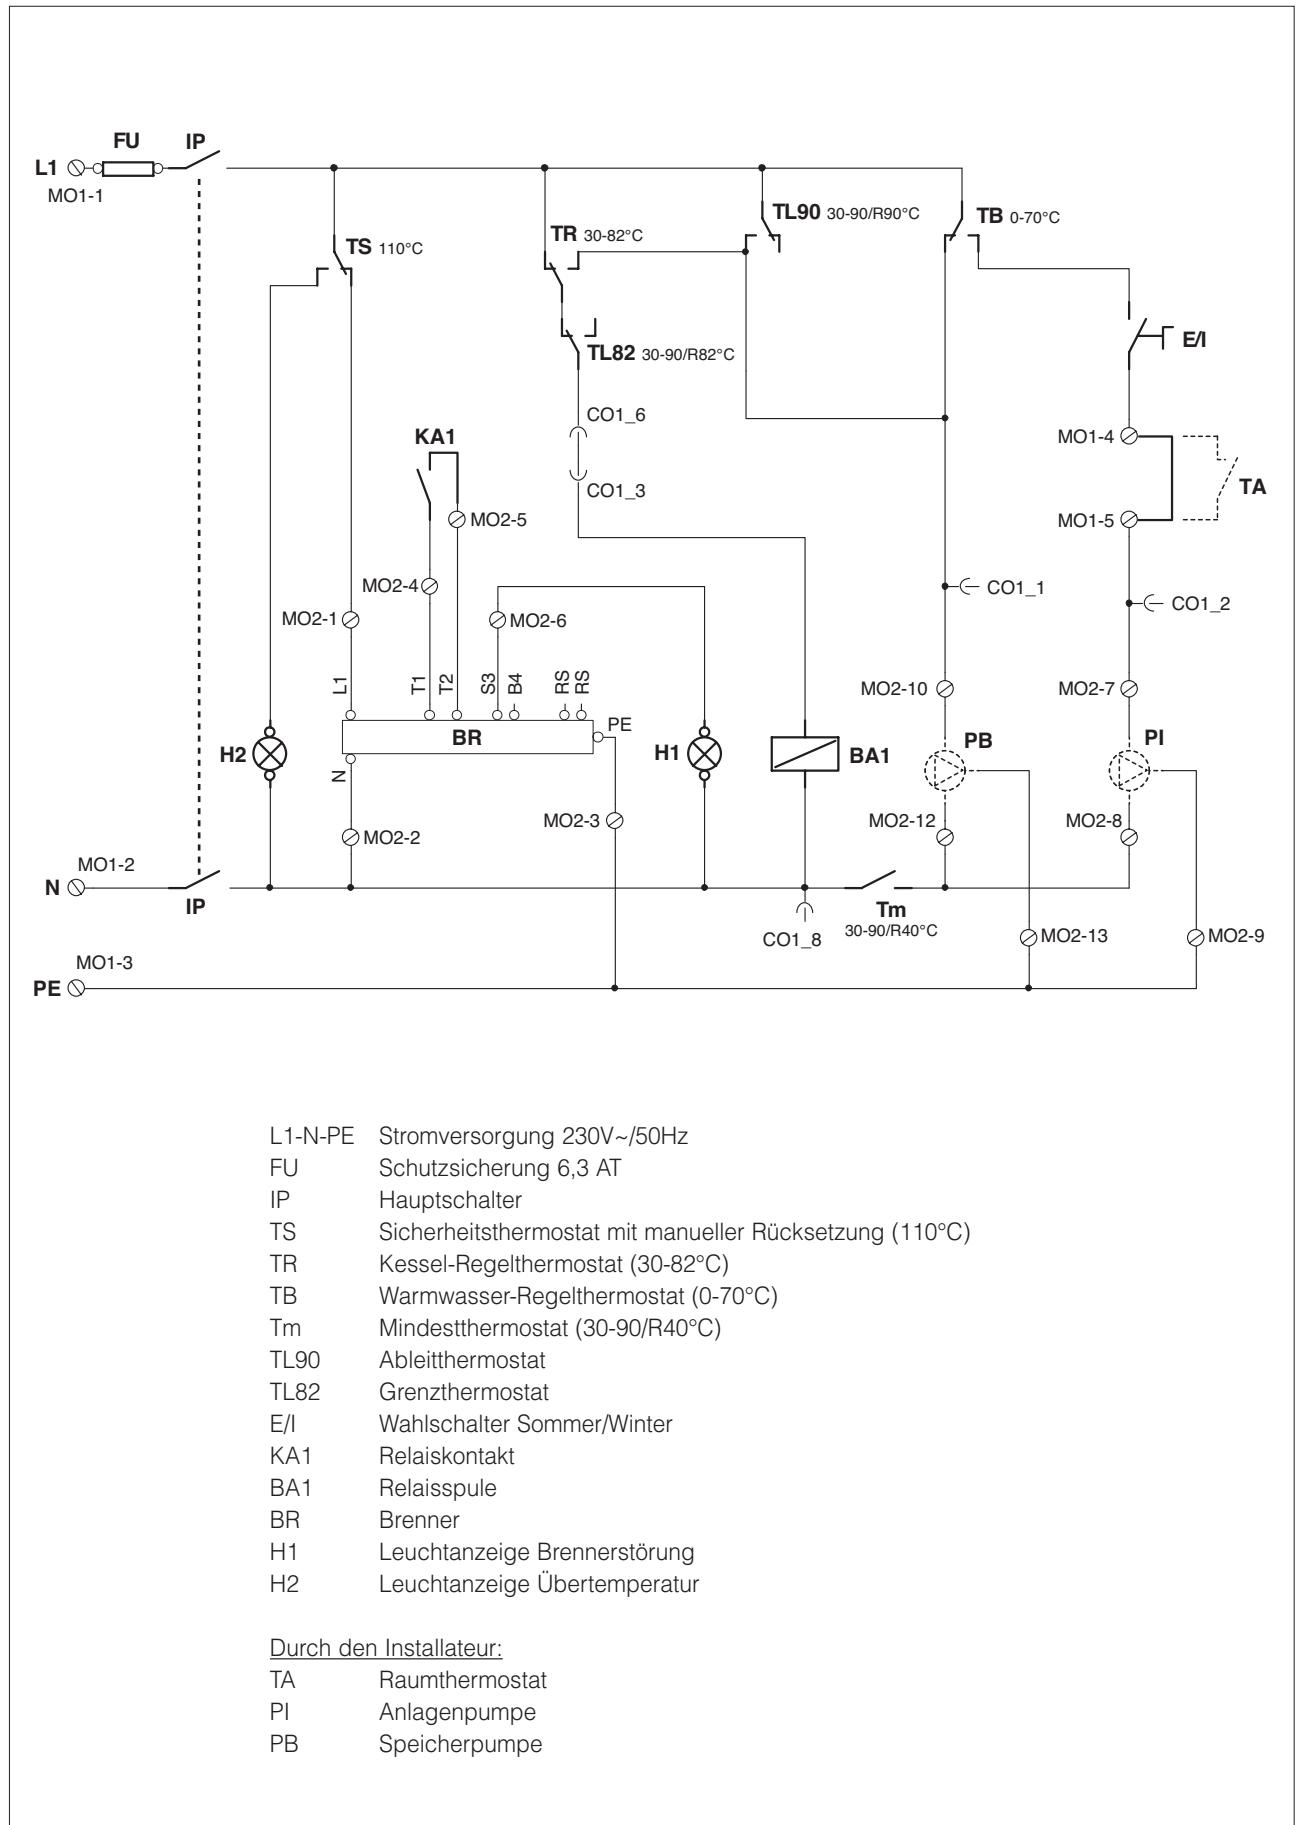 FU IP
L1
MO1-1
TL90 30-90/R90°C
TB 0-70°C
TR 30-82°C
TS 110°C
E/I
TL82 30-90/R82°C
CO1_6
KA1
MO1-4
CO1_3
TA
MO2-5
MO1-5
MO2-4
CO1_1
CO1_2
MO2-1
MO2-6
L1 T1 T2 S3 B4 RS RS
MO2-10
MO2-7
PE
BR
PB
PI
H2
H1
BA1
N
MO2-3
MO2-12
MO2-8
MO2-2
MO1-2
N
IP
Tm
30-90/R40°C
CO1_8
MO2-13
MO2-9
MO1-3
PE
L1-N-PE Stromversorgung 230V~/50Hz
FU Schutzsicherung 6,3 AT
IP Hauptschalter
TS Sicherheitsthermostat mit manueller Rücksetzung (110°C)
TR Kessel-Regelthermostat (30-82°C)
TB Warmwasser-Regelthermostat (0-70°C)
Tm Mindestthermostat (30-90/R40°C)
TL90 Ableitthermostat
TL82 Grenzthermostat
E/I Wahlschalter Sommer/Winter
KA1 Relaiskontakt
BA1 Relaisspule
BR Brenner
H1 Leuchtanzeige Brennerstörung
H2 Leuchtanzeige Übertemperatur
Durch den Installateur:
TA Raumthermostat
PI Anlagenpumpe
PB Speicherpumpe